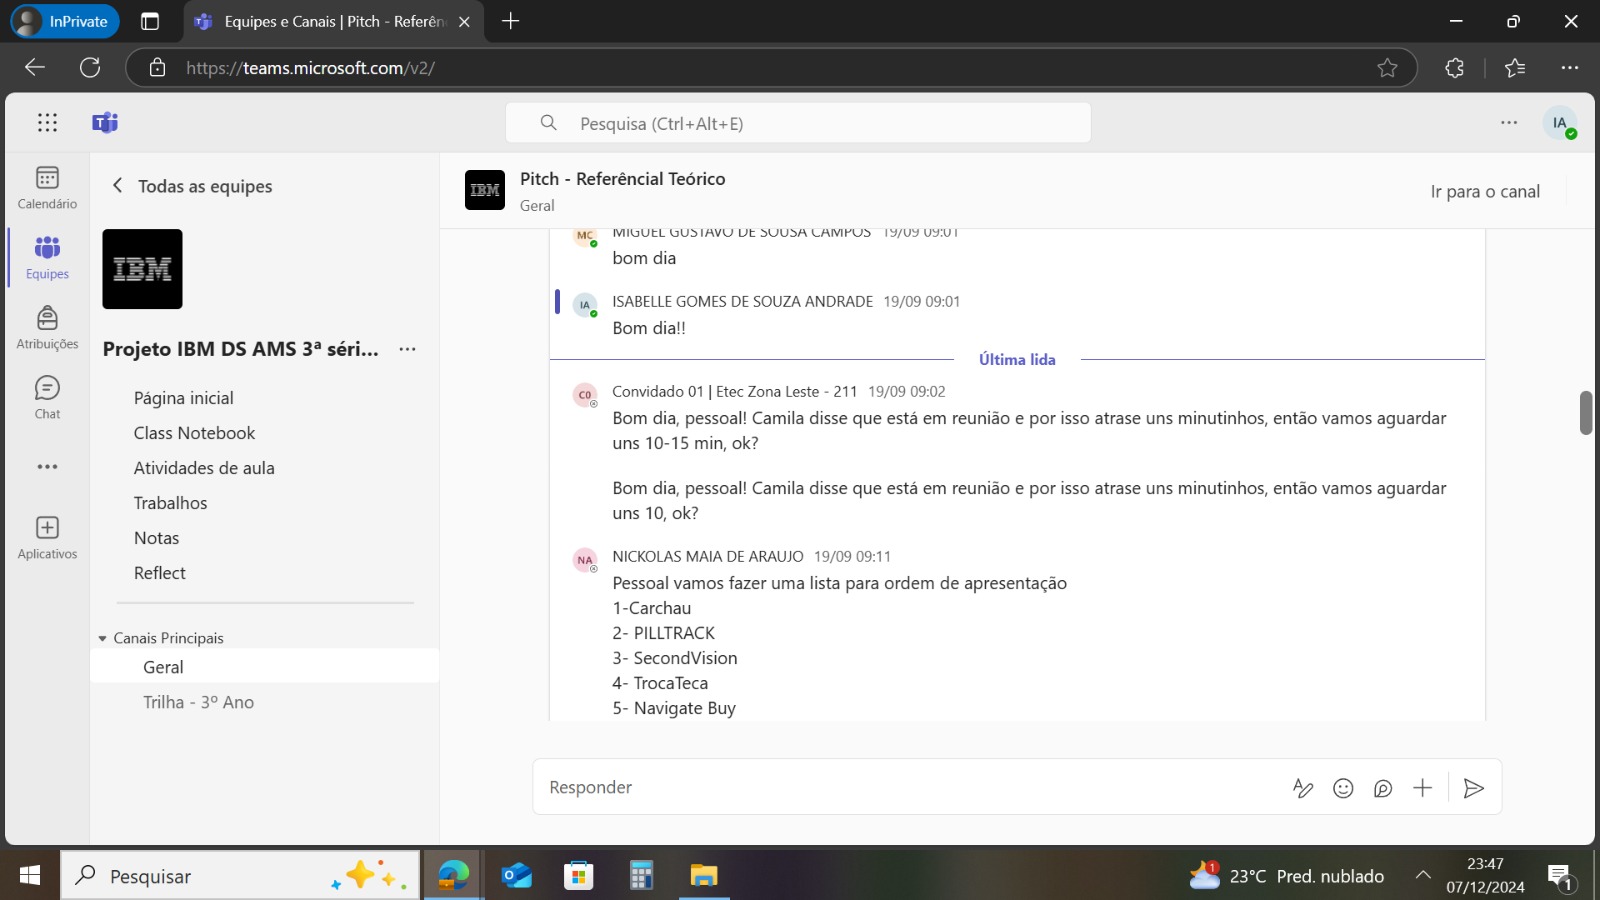 InPrivate
Equipes e Canais | Pitch - Referên
https://teams.microsoft.com/v2/
Pesquisa (Ctrl+Alt+E)
IA
Calendário
Equipes
Atribuições
Chat
Aplicativos
Todas as equipes
IBM
Projeto IBM DS AMS 3ª séri...
Página inicial
Class Notebook
Atividades de aula
Trabalhos
Notas
Reflect
Canais Principais
Geral
Trilha - 3º Ano
IBM
Pitch - Referêncial Teórico
Geral
Ir para o canal
MC MIGUEL GUSTAVO DE SOUSA CAMPOS 19/09 09:01
bom dia
IA ISABELLE GOMES DE SOUZA ANDRADE 19/09 09:01
Bom dia!!
Última lida
C0 Convidado 01 | Etec Zona Leste - 211 19/09 09:02
Bom dia, pessoal! Camila disse que está em reunião e por isso atrase uns minutinhos, então vamos aguardar
uns 10-15 min, ok?
Bom dia, pessoal! Camila disse que está em reunião e por isso atrase uns minutinhos, então vamos aguardar
uns 10, ok?
NA NICKOLAS MAIA DE ARAUJO 19/09 09:11
Pessoal vamos fazer uma lista para ordem de apresentação
1-Carchau
2- PILLTRACK
3- SecondVision
4- TrocaTeca
5- Navigate Buy
Responder
Pesquisar
1
23°C Pred. nublado
23:47
07/12/2024
1